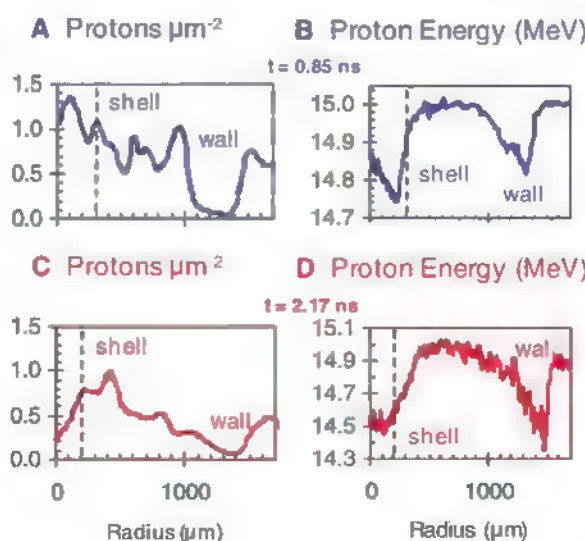 A Protons μm-2
B Proton Energy (MeV)
t = 0.85 ns
1.5
1.0
0.5
0.0
shell
wall
15.0
14.9
14.8
14.7
shell
wall
C Protons μm-2
D Proton Energy (MeV)
t = 2.17 ns
1.5
1.0
0.5
0.0
shell
wall
0
1000
Radius (μm)
15.1
14.9
14.7
14.5
14.3
wal
shell
0
1000
Radius (μm)